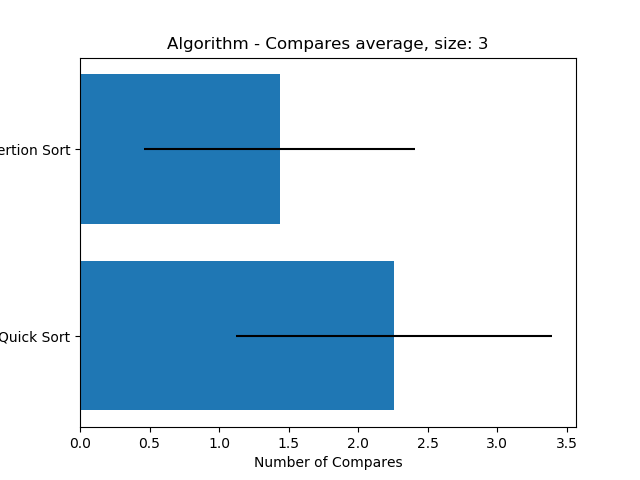 Algorithm - Compares average, size: 3
ertion Sort
Quick Sort
0.0 0.5 1.0 1.5 2.0 2.5 3.0 3.5
Number of Compares